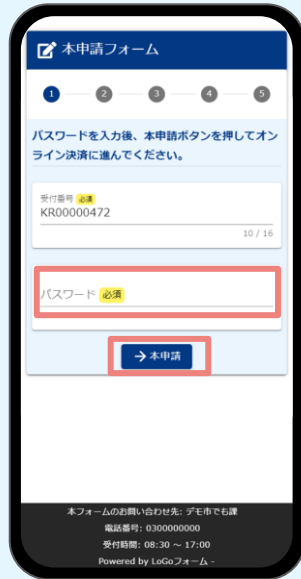 本申請フォーム
1 2 3 4 5
パスワードを入力後、本申請ボタンを押してオン
ライン決済に進んでください。
受付番号 必須
KR00000472
10 / 16
パスワード 必須
→ 本申請
本フォームのお問い合わせ先: デモ市でも課
電話番号: 0300000000
受付時間: 08:30 ～ 17:00
Powered by LoGoフォーム -